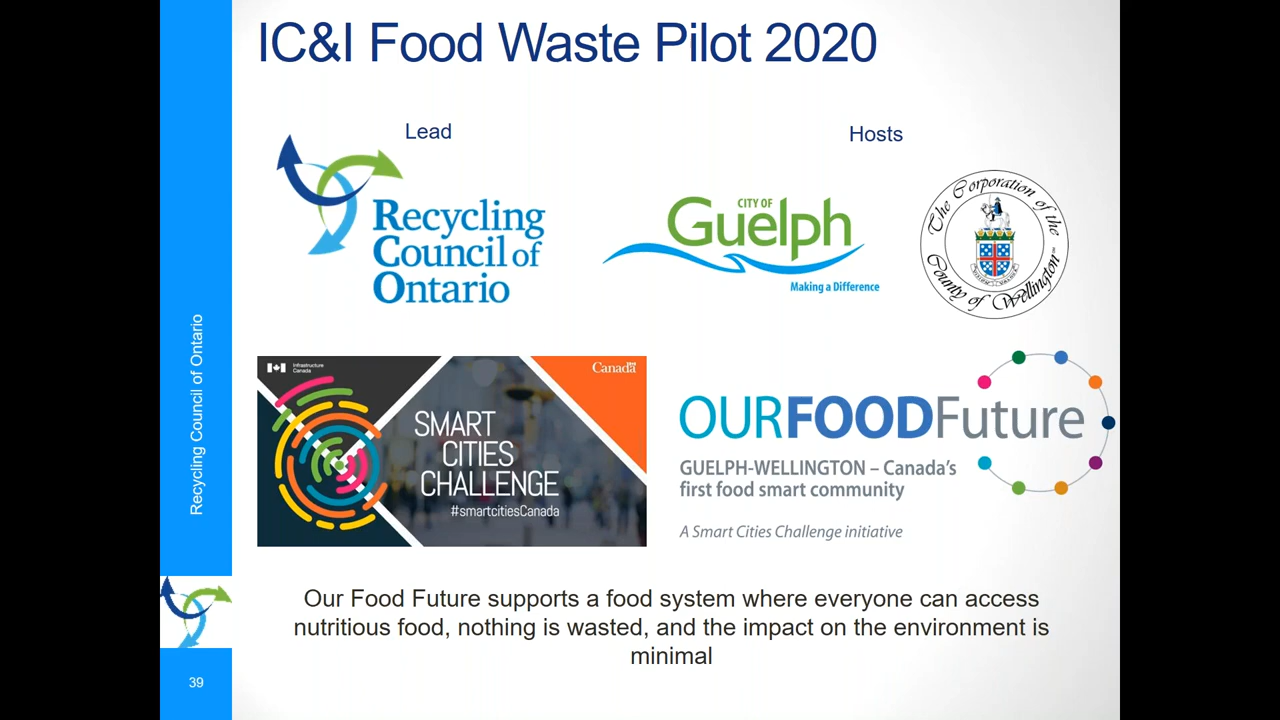 IC&I Food Waste Pilot 2020
Lead
Hosts
Recycling
Council of
Ontario
CITY OF
Guelph
Making a Difference
The Corporation of the
County of Wellington
Infrastructure
Canada
Canada
SMART
CITIES
CHALLENGE
#smartcitiesCanada
OURFOODFuture
GUELPH-WELLINGTON – Canada's
first food smart community
A Smart Cities Challenge initiative
Our Food Future supports a food system where everyone can access
nutritious food, nothing is wasted, and the impact on the environment is
minimal
Recycling Council of Ontario
39